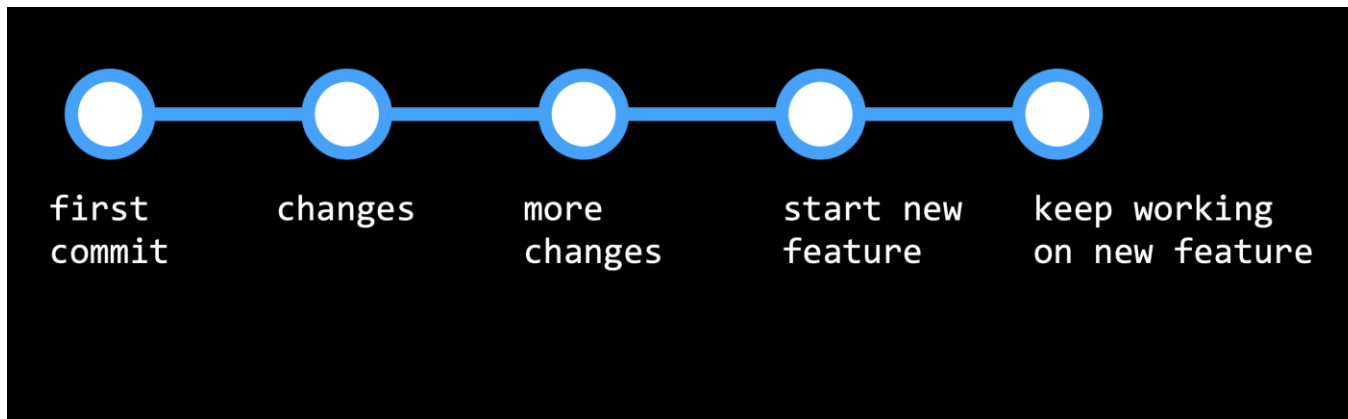 first
commit
changes
more
changes
start new
feature
keep working
on new feature